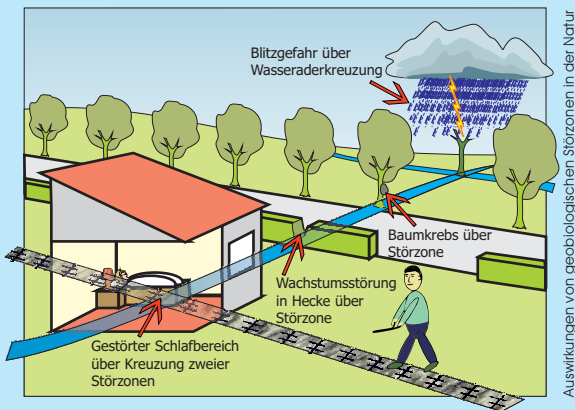 Blitzgefahr über
Wasseraderkreuzung
Baumkrebs über
Störzone
Wachstumsstörung
in Hecke über
Störzone
Gestörter Schlafbereich
über Kreuzung zweier
Störzonen
Auswirkungen von geobiologischen Störzonen in der Natur